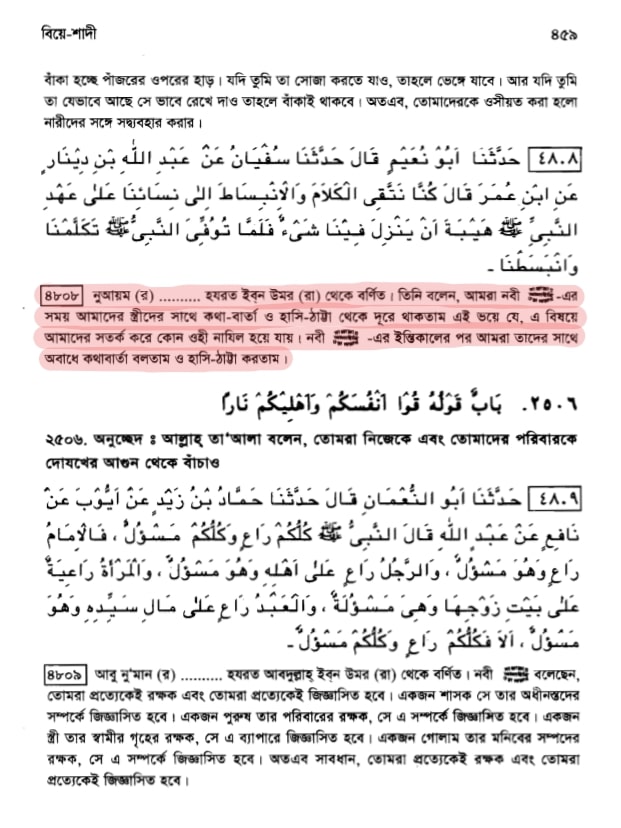 বিয়ে-শাদী ৪৫৯
বাঁকা হচ্ছে পাঁজরের ওপরের হাড়। যদি তুমি তা সোজা করতে যাও, তাহলে ভেঙ্গে যাবে। আর যদি তুমি
তা যেভাবে আছে সে ভাবে রেখে দাও তাহলে বাঁকাই থাকবে। অতএব, তোমাদেরকে ওসীয়ত করা হলো
নারীদের সঙ্গে সদ্ব্যবহার করার।
٤٨٠٨ حَدَّثَنَا اَبُوْ نُعَيْمٍ قَالَ حَدَّثَنَا سُفْيَانُ عَنْ عَبْدِ اللّٰهِ بْنِ دِيْنَارٍ
عَنِ ابْنِ عُمَرَ قَالَ كُنَّا نَتَّقِى الْكَلَامَ وَالْاِنْبِسَاطَ اِلٰى نِسَائِنَا عَلٰى عَهْدِ
النَّبِىِّ ﷺ هَيْبَةَ اَنْ يَنْزِلَ فِيْنَا شَىْءٌ فَلَمَّا تُوُفِّىَ النَّبِىُّ ﷺ تَكَلَّمْنَا
وَانْبَسَطْنَا ـ
৪৮০৮ নুআয়ম (র) .......... হযরত ইব্‌ন উমর (রা) থেকে বর্ণিত। তিনি বলেন, আমরা নবী ﷺ -এর
সময় আমাদের স্ত্রীদের সাথে কথা-বার্তা ও হাসি-ঠাট্টা থেকে দূরে থাকতাম এই ভয়ে যে, এ বিষয়ে
আমাদের সতর্ক করে কোন ওহী নাযিল হয়ে যায়। নবী ﷺ -এর ইন্তিকালের পর আমরা তাদের সাথে
অবাধে কথাবার্তা বলতাম ও হাসি-ঠাট্টা করতাম।
٢٥٠٦. بَابٌ قَوْلُهُ قُوْا اَنْفُسَكُمْ وَاَهْلِيْكُمْ نَارًا
২৫০৬. অনুচ্ছেদ : আল্লাহ্ তা‘আলা বলেন, তোমরা নিজেকে এবং তোমাদের পরিবারকে
দোযখের আগুন থেকে বাঁচাও
٤٨٠٩ حَدَّثَنَا اَبُو النُّعْمَانِ قَالَ حَدَّثَنَا حَمَّادُ بْنُ زَيْدٍ عَنْ اَيُّوْبَ عَنْ
نَافِعٍ عَنْ عَبْدِ اللّٰهِ قَالَ النَّبِىُّ ﷺ كُلُّكُمْ رَاعٍ وَكُلُّكُمْ مَسْؤُلٌ ، فَالْاِمَامُ
رَاعٍ وَهُوَ مَسْؤُلٌ ، وَالرَّجُلُ رَاعٍ عَلٰى اَهْلِهِ وَهُوَ مَسْؤُلٌ ، وَالْمَرْأَةُ رَاعِيَةٌ
عَلٰى بَيْتِ زَوْجِهَا وَهِىَ مَسْؤُلَةٌ ، وَالْعَبْدُ رَاعٍ عَلٰى مَالِ سَيِّدِهِ وَهُوَ
مَسْؤُلٌ ، اَلاَ فَكُلُّكُمْ رَاعٍ وَكُلُّكُمْ مَسْؤُلٌ ـ
৪৮০৯ আবু নু'মান (র) .......... হযরত আবদুল্লাহ্ ইব্‌ন উমর (রা) থেকে বর্ণিত। নবী ﷺ বলেছেন,
তোমরা প্রত্যেকেই রক্ষক এবং তোমরা প্রত্যেকেই জিজ্ঞাসিত হবে। একজন শাসক সে তার অধীনস্তদের
সম্পর্কে জিজ্ঞাসিত হবে। একজন পুরুষ তার পরিবারের রক্ষক, সে এ সম্পর্কে জিজ্ঞাসিত হবে। একজন
স্ত্রী তার স্বামীর গৃহের রক্ষক, সে এ ব্যাপারে জিজ্ঞাসিত হবে। একজন গোলাম তার মনিবের সম্পদের
রক্ষক, সে এ সম্পর্কে জিজ্ঞাসিত হবে। অতএব সাবধান, তোমরা প্রত্যেকেই রক্ষক এবং তোমরা
প্রত্যেকেই জিজ্ঞাসিত হবে।